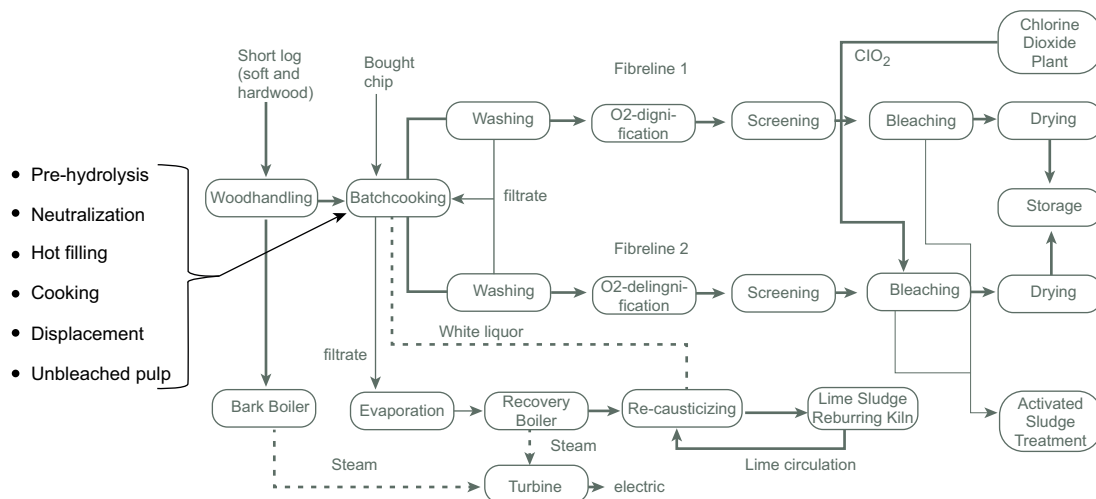 Chlorine
Dioxide
Plant
ClO2
Short log
(soft and
hardwood)
Bought
chip
Fibreline 1
Washing
O2-digni-
fification
Screening
Bleaching
Drying
• Pre-hydrolysis
• Neutralization
• Hot filling
• Cooking
• Displacement
• Unbleached pulp
Woodhandling
Batchcooking
filtrate
Storage
Fibreline 2
Washing
O2-delingni-
fification
Screening
Bleaching
Drying
White liquor
filtrate
Bark Boiler
Evaporation
Recovery
Boiler
Re-causticizing
Lime Sludge
Reburring Kiln
Activated
Sludge
Treatment
Steam
Steam
Lime circulation
Turbine
electric